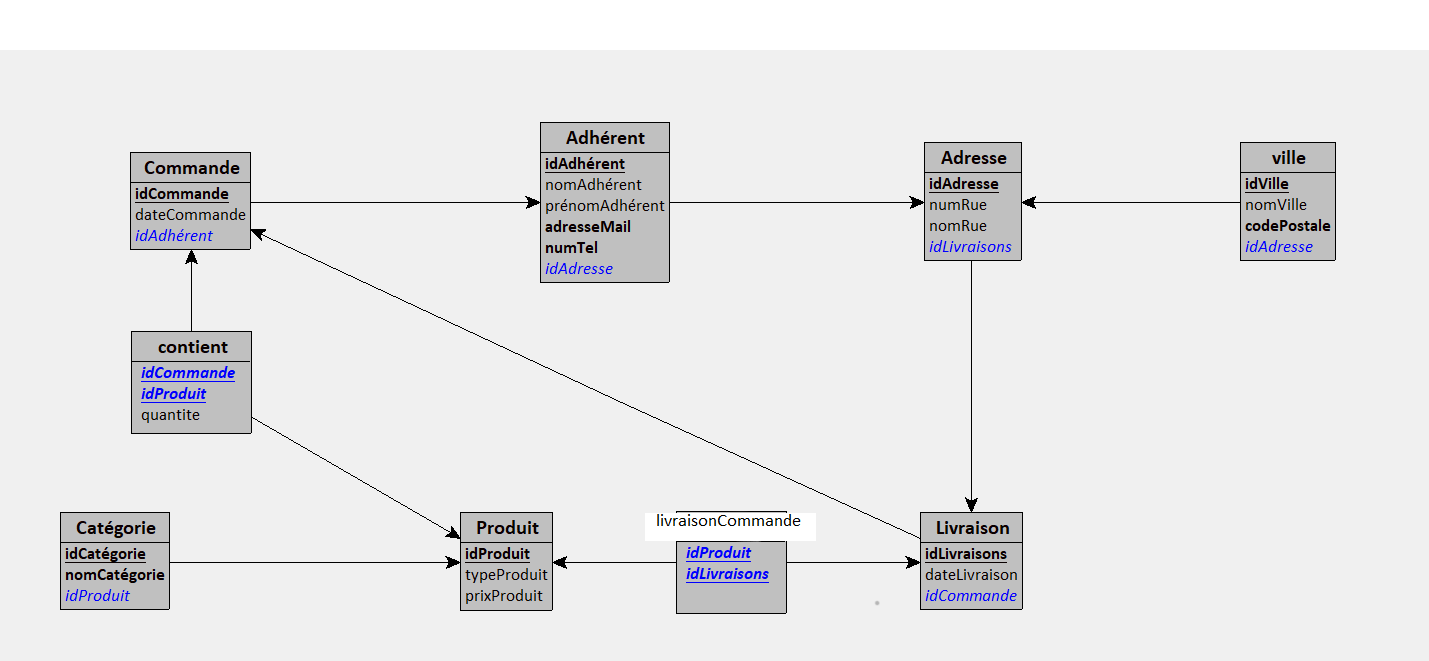 Commande
idCommande
dateCommande
idAdhérent
Adhérent
idAdhérent
nomAdhérent
prénomAdhérent
adresseMail
numTel
idAdresse
Adresse
idAdresse
numRue
nomRue
idLivraisons
ville
idVille
nomVille
codePostale
idAdresse
contient
idCommande
idProduit
quantite
Catégorie
idCatégorie
nomCatégorie
idProduit
Produit
idProduit
typeProduit
prixProduit
livraisonCommande
idProduit
idLivraisons
Livraison
idLivraisons
dateLivraison
idCommande